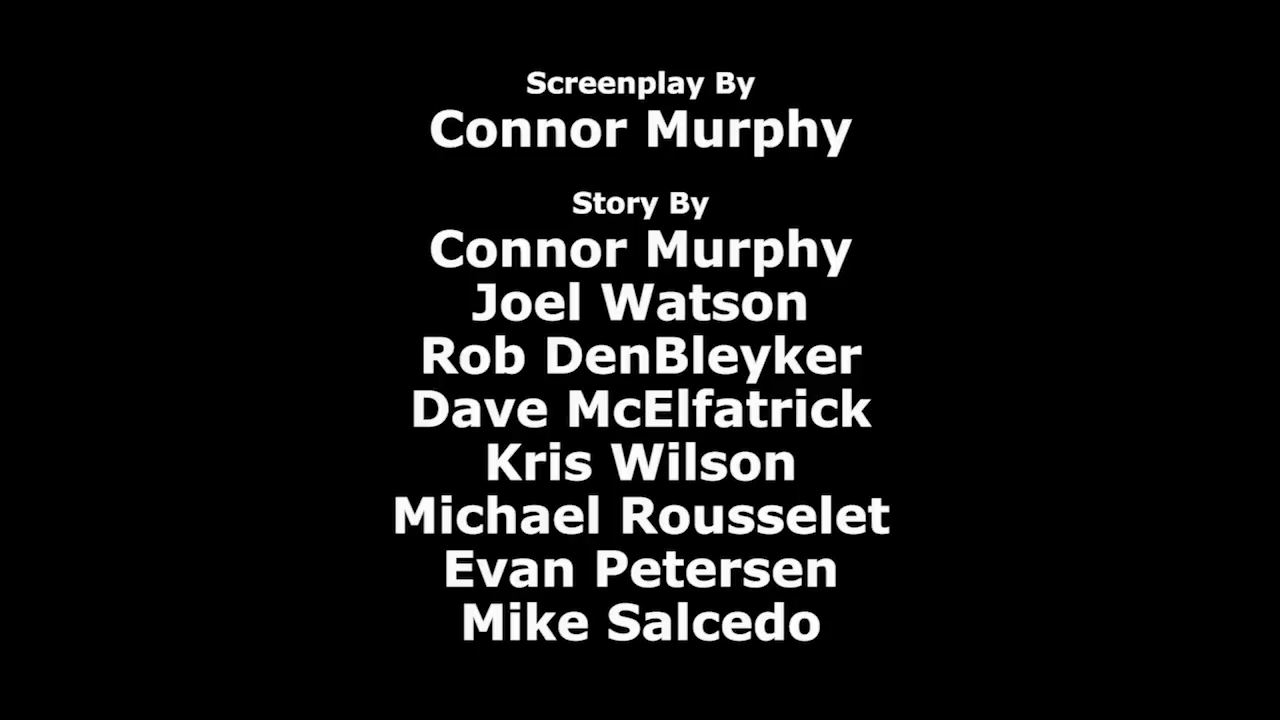 Screenplay By
Connor Murphy
Story By
Connor Murphy
Joel Watson
Rob DenBleyker
Dave McElfatrick
Kris Wilson
Michael Rousselet
Evan Petersen
Mike Salcedo